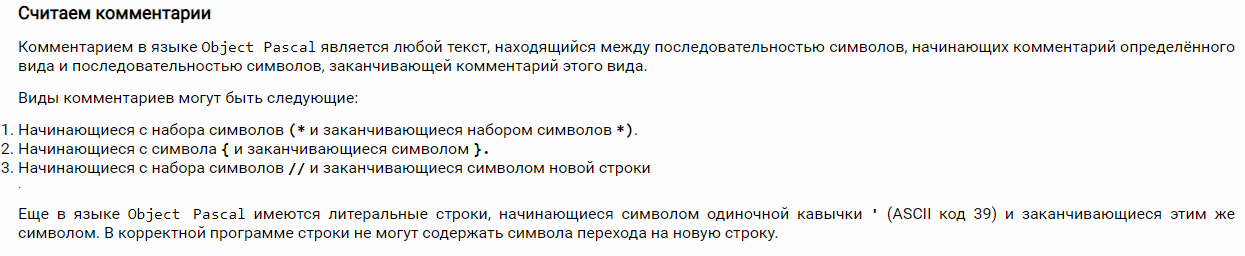 Считаем комментарии
Комментарием в языке Object Pascal является любой текст, находящийся между последовательностью символов, начинающих комментарий определённого
вида и последовательностью символов, заканчивающей комментарий этого вида.
Виды комментариев могут быть следующие:
1. Начинающиеся с набора символов (* и заканчивающиеся набором символов *).
2. Начинающиеся с символа { и заканчивающиеся символом }.
3. Начинающиеся с набора символов // и заканчивающиеся символом новой строки
.
Еще в языке Object Pascal имеются литеральные строки, начинающиеся символом одиночной кавычки ' (ASCII код 39) и заканчивающиеся этим же
символом. В корректной программе строки не могут содержать символа перехода на новую строку.